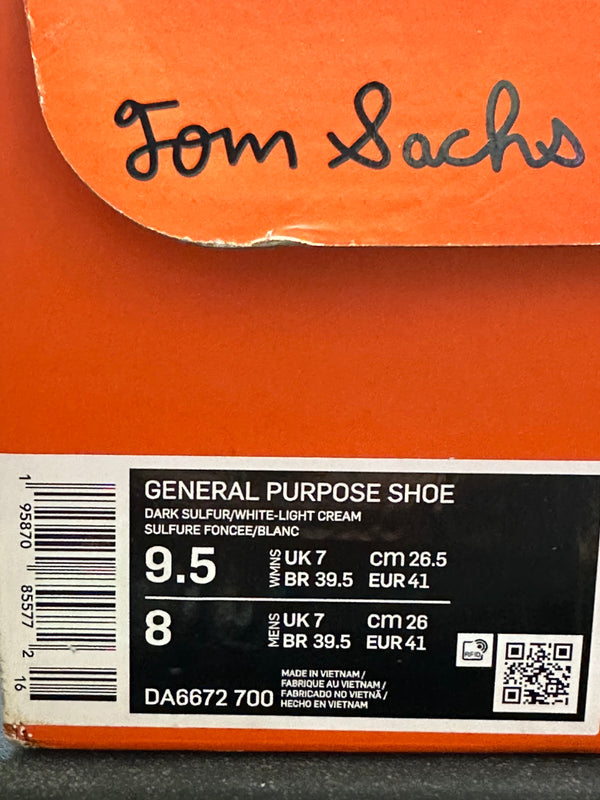 Tom Sachs
GENERAL PURPOSE SHOE
DARK SULFUR/WHITE-LIGHT CREAM
SULFURE FONCEE/BLANC
9.5 WMNS UK 7 cm 26.5
BR 39.5 EUR 41
8 MENS UK 7 cm 26
BR 39.5 EUR 41
RFID
DA6672 700
MADE IN VIETNAM /
FABRIQUE AU VIETNAM /
FABRICADO NO VIETNÃ /
HECHO EN VIETNAM
1 95870 85577 2 16